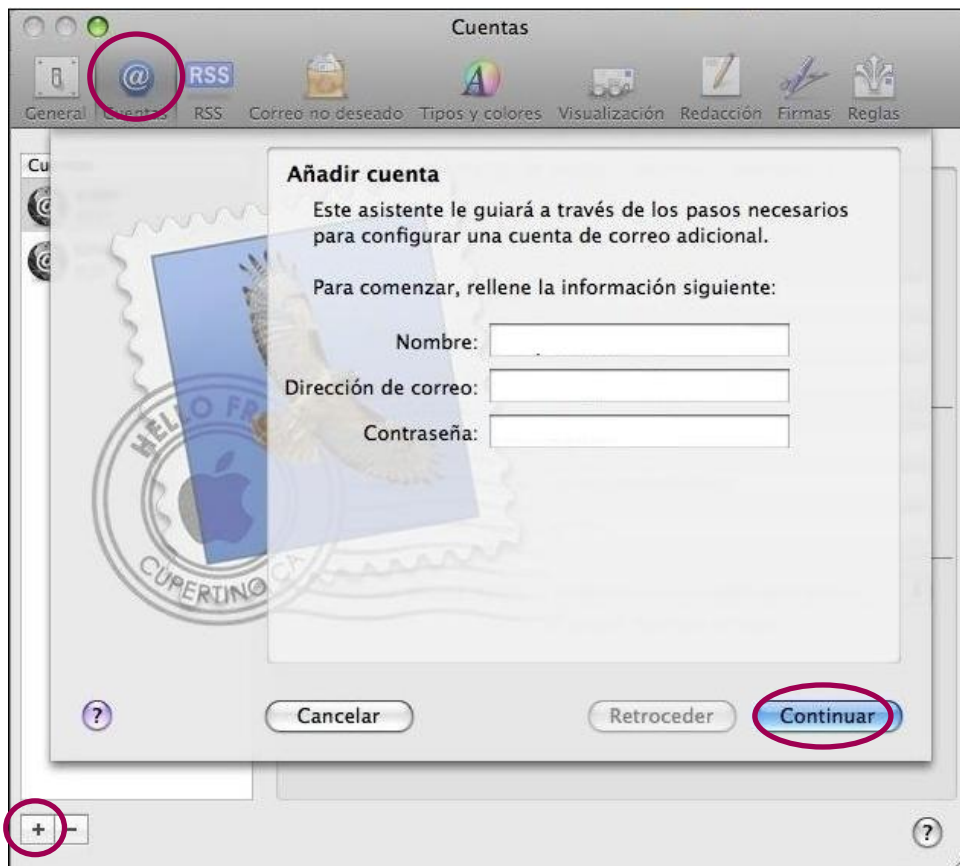 Cuentas
@ RSS
General Cuentas RSS Correo no deseado Tipos y colores Visualización Redacción Firmas Reglas
Cu
Añadir cuenta
Este asistente le guiará a través de los pasos necesarios
para configurar una cuenta de correo adicional.
Para comenzar, rellene la información siguiente:
Nombre:
Dirección de correo:
Contraseña:
HELLO FR
CUPERTINO CA
? Cancelar Retroceder Continuar
+ - ?